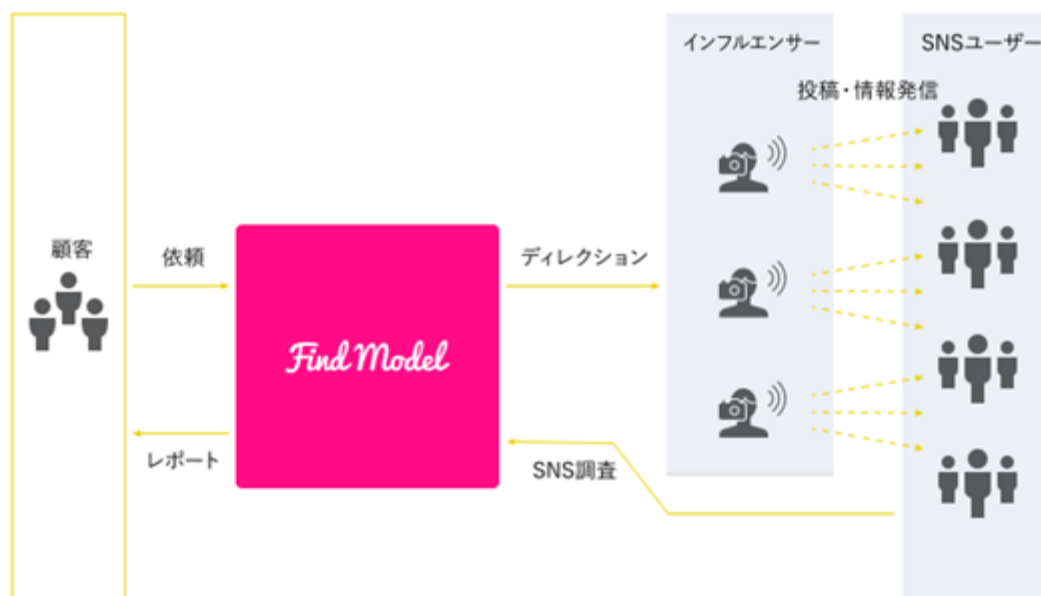 インフルエンサー
SNSユーザー
投稿・情報発信
顧客
依頼
ディレクション
Find Model
レポート
SNS調査